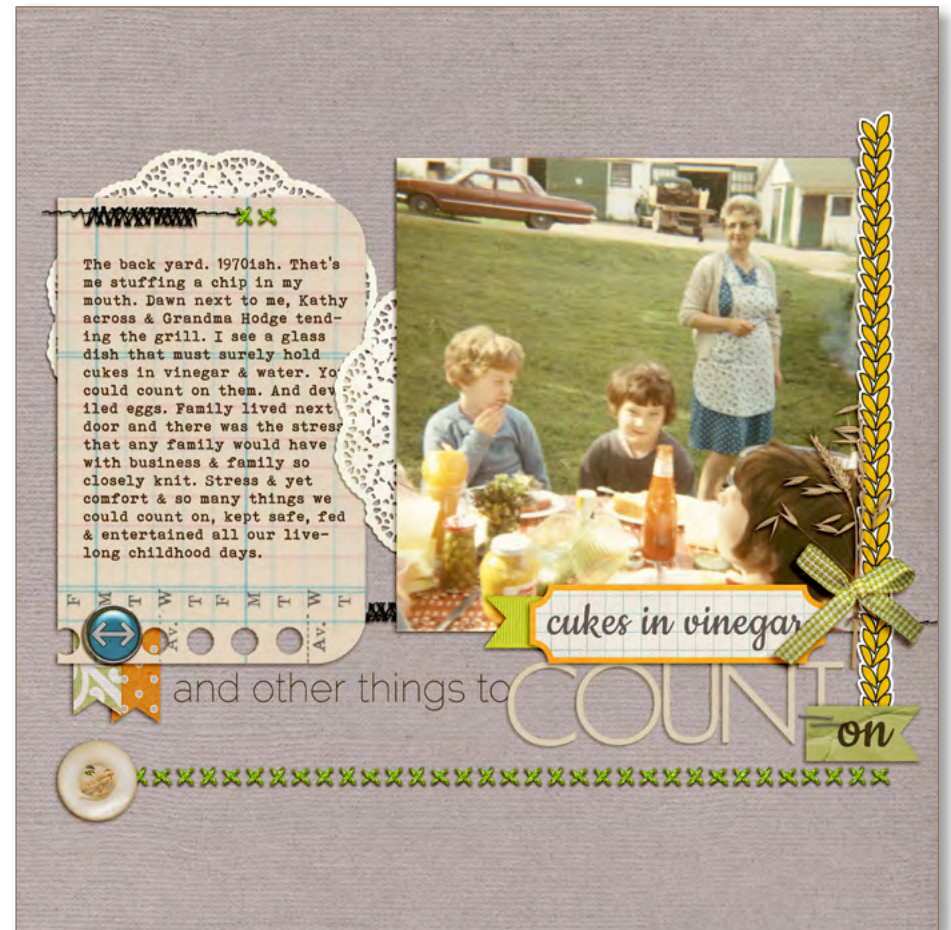 The back yard. 1970ish. That's
me stuffing a chip in my
mouth. Dawn next to me, Kathy
across & Grandma Hodge tend-
ing the grill. I see a glass
dish that must surely hold
cukes in vinegar & water. Yo
could count on them. And dev
iled eggs. Family lived next
door and there was the stress
that any family would have
with business & family so
closely knit. Stress & yet
comfort & so many things we
could count on, kept safe, fed
& entertained all our live-
long childhood days.
F M T W T F M T W T
Av. Av.
cukes in vinegar
and other things to COUNT
on